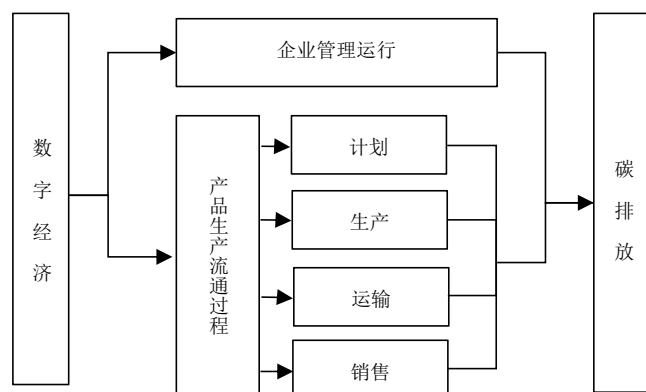 数字经济
企业管理运行
产品生产流通过程
计划
生产
运输
销售
碳排放